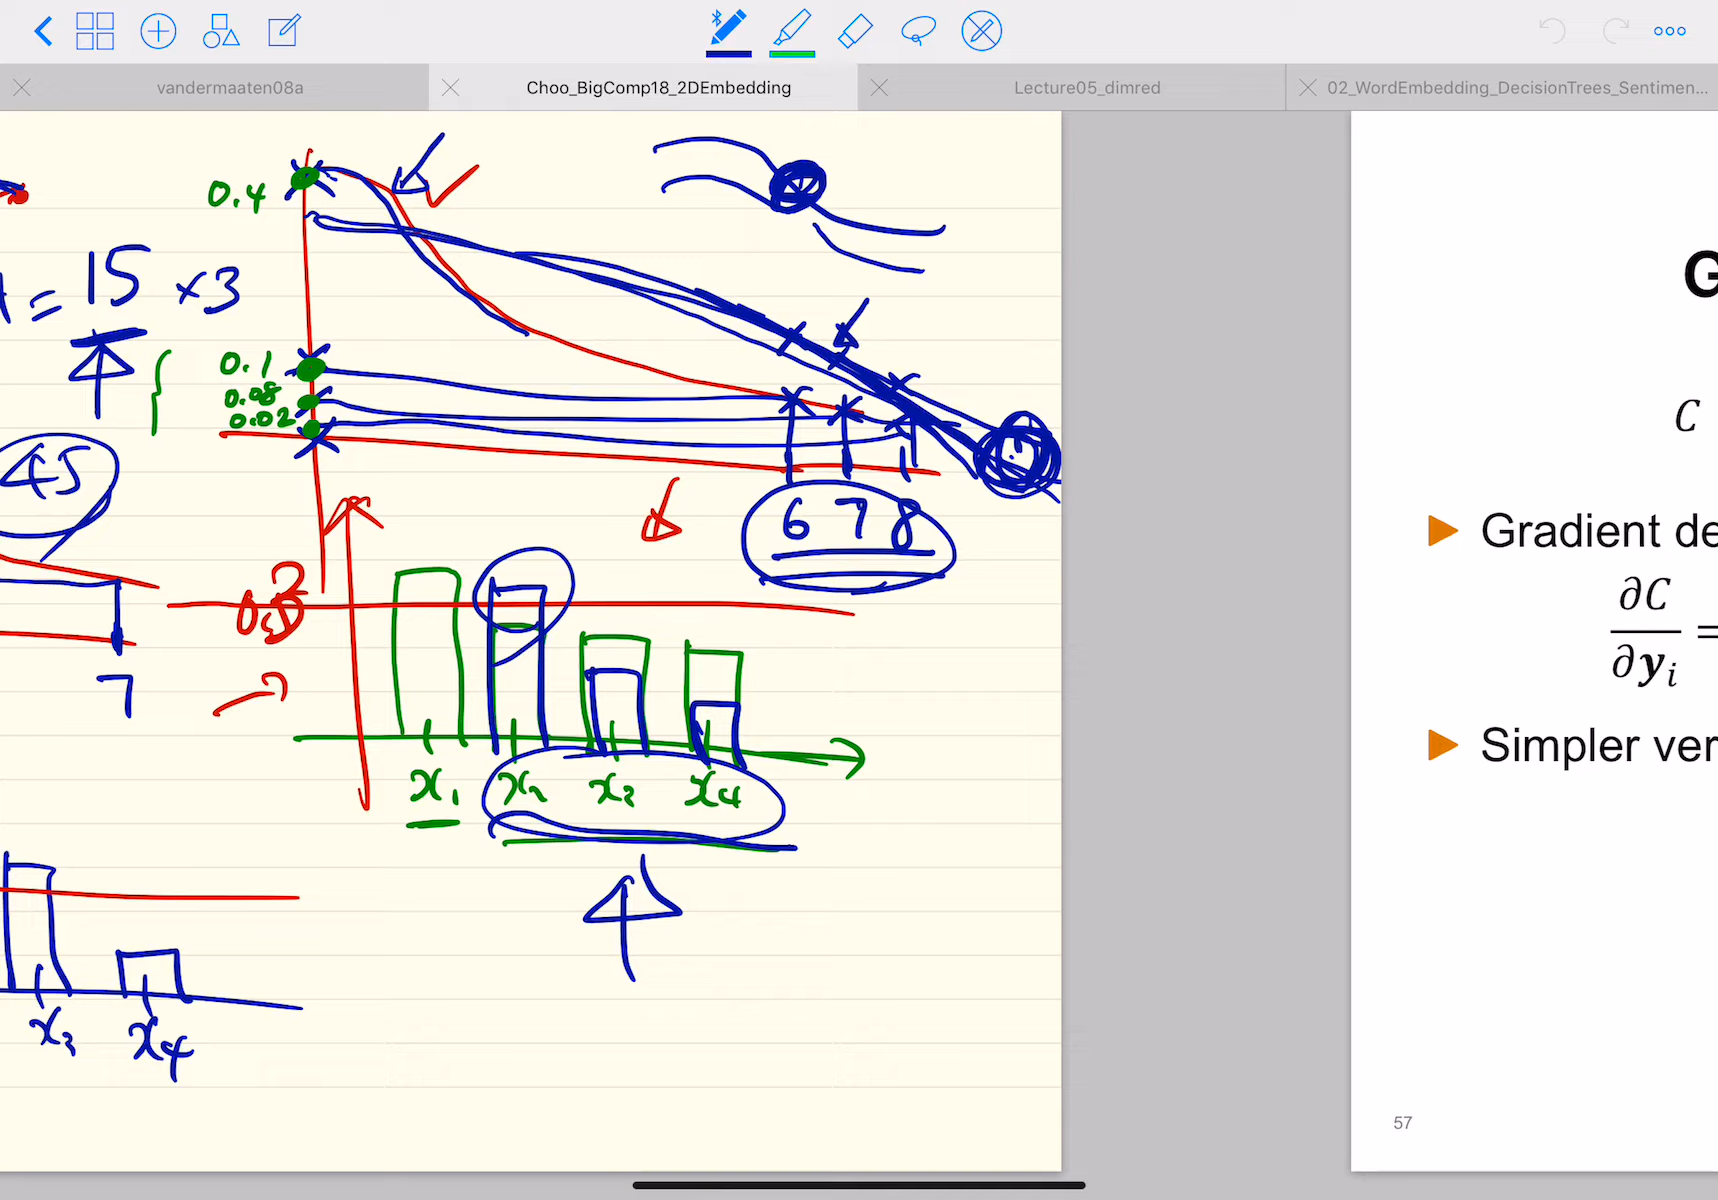 vandermaaten08a
Choo_BigComp18_2DEmbedding
Lecture05_dimred
02_WordEmbedding_DecisionTrees_Sentimen...
0.4
= 15 ×3
0.1
0.08
0.02
45
6 7 8
7
x₁ x₂ x₃ x₄
x₃ x₄
G
C
Gradient de
∂C
∂yᵢ
=
Simpler ver
57